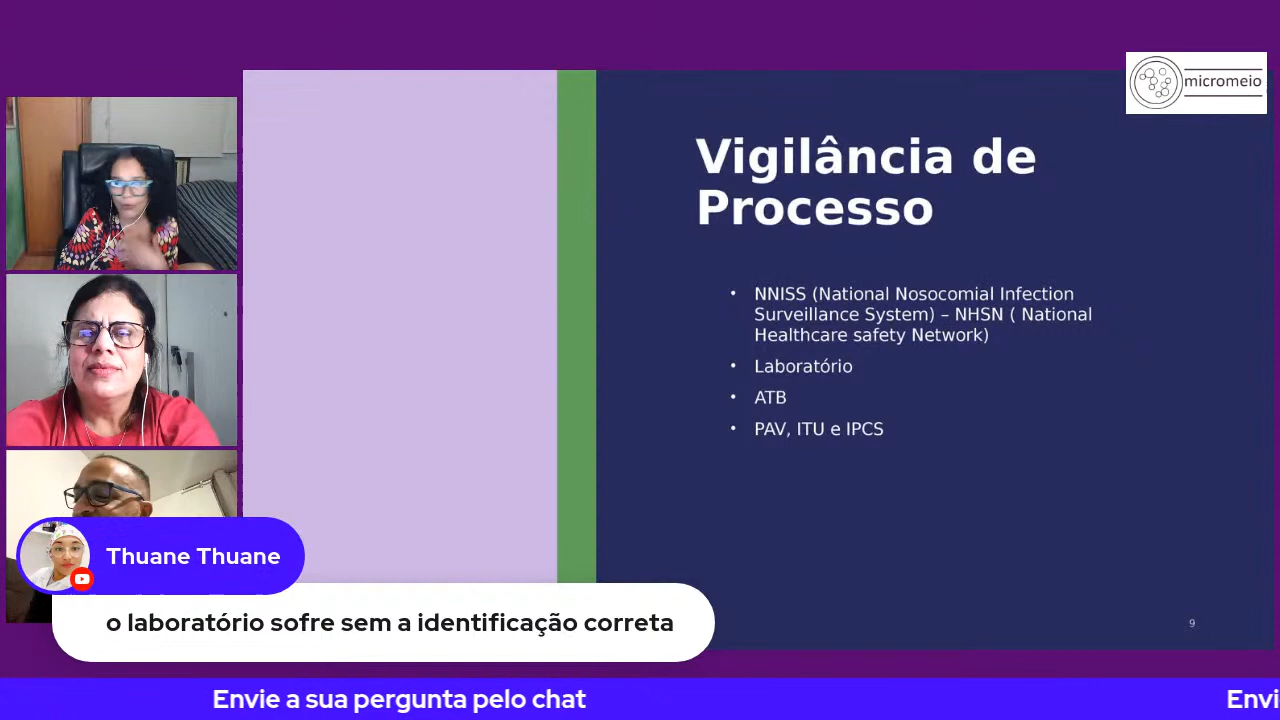 micromeio
Vigilância de
Processo
• NNISS (National Nosocomial Infection
Surveillance System) – NHSN ( National
Healthcare safety Network)
• Laboratório
• ATB
• PAV, ITU e IPCS
Thuane Thuane
o laboratório sofre sem a identificação correta
9
Envie a sua pergunta pelo chat
Envi